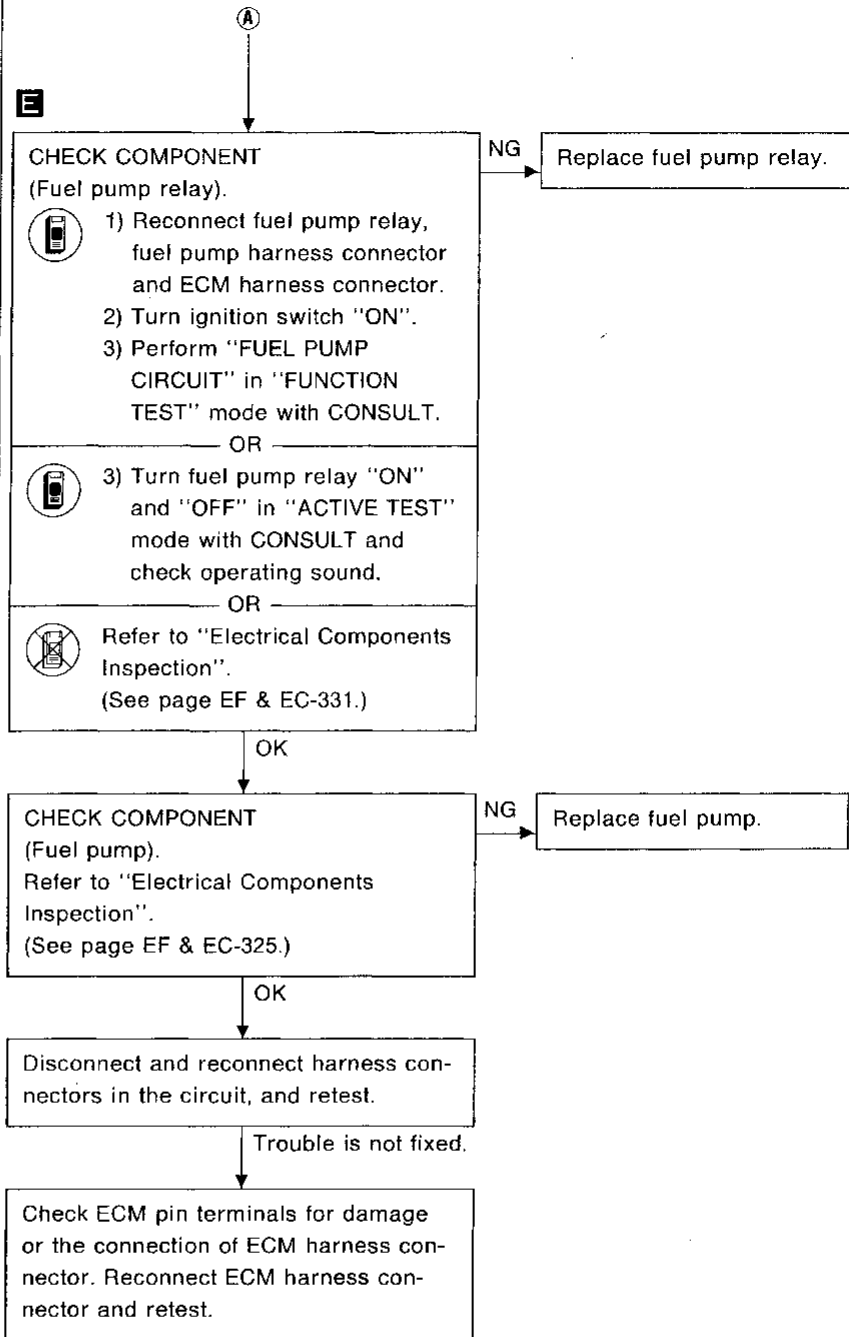 A
E
CHECK COMPONENT
(Fuel pump relay).
1) Reconnect fuel pump relay,
fuel pump harness connector
and ECM harness connector.
2) Turn ignition switch "ON".
3) Perform "FUEL PUMP
CIRCUIT" in "FUNCTION
TEST" mode with CONSULT.
OR
3) Turn fuel pump relay "ON"
and "OFF" in "ACTIVE TEST"
mode with CONSULT and
check operating sound.
OR
Refer to "Electrical Components
Inspection".
(See page EF & EC-331.)
NG
Replace fuel pump relay.
OK
CHECK COMPONENT
(Fuel pump).
Refer to "Electrical Components
Inspection".
(See page EF & EC-325.)
NG
Replace fuel pump.
OK
Disconnect and reconnect harness con-
nectors in the circuit, and retest.
Trouble is not fixed.
Check ECM pin terminals for damage
or the connection of ECM harness con-
nector. Reconnect ECM harness con-
nector and retest.